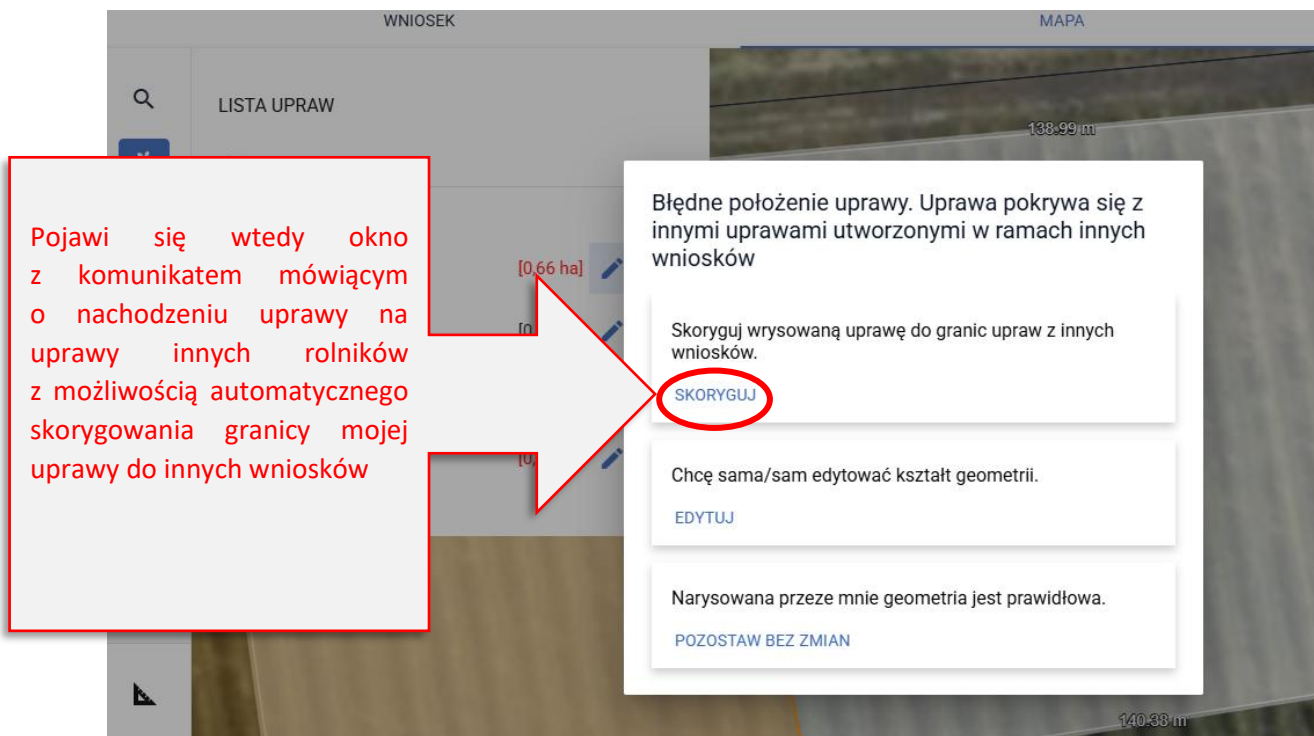 WNIOSEK
MAPA
LISTA UPRAW
138.99 m
Pojawi się wtedy okno
z komunikatem mówiącym
o nachodzeniu uprawy na
uprawy innych rolników
z możliwością automatycznego
skorygowania granicy mojej
uprawy do innych wniosków
[0,66 ha]
[0
[0,
Błędne położenie uprawy. Uprawa pokrywa się z
innymi uprawami utworzonymi w ramach innych
wniosków
Skoryguj wrysowaną uprawę do granic upraw z innych
wniosków.
SKORYGUJ
Chcę sama/sam edytować kształt geometrii.
EDYTUJ
Narysowana przeze mnie geometria jest prawidłowa.
POZOSTAW BEZ ZMIAN
140.38 m